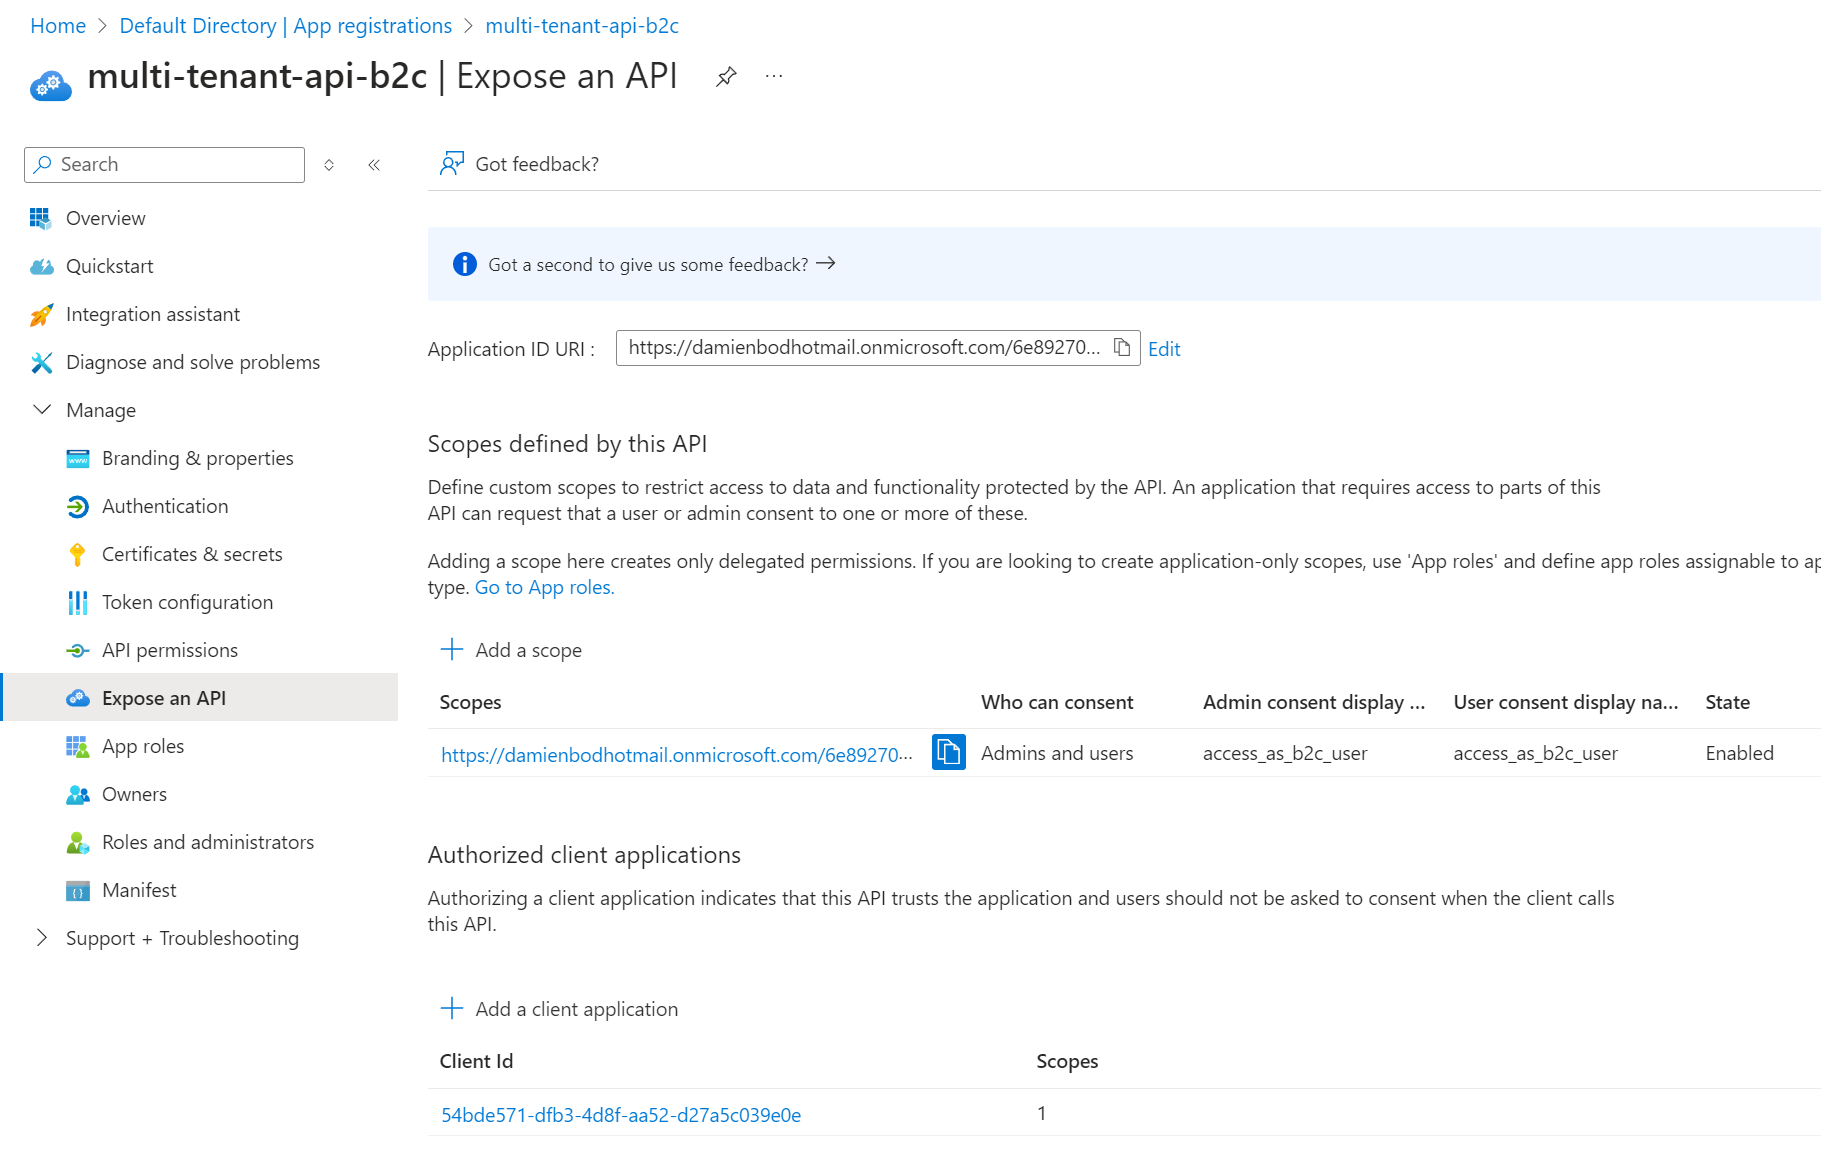 Home > Default Directory | App registrations > multi-tenant-api-b2c
multi-tenant-api-b2c | Expose an API ...
Search
Overview
Quickstart
Integration assistant
Diagnose and solve problems
Manage
Branding & properties
Authentication
Certificates & secrets
Token configuration
API permissions
Expose an API
App roles
Owners
Roles and administrators
Manifest
Support + Troubleshooting
Got feedback?
Got a second to give us some feedback? →
Application ID URI : https://damienbodhotmail.onmicrosoft.com/6e89270... Edit
Scopes defined by this API
Define custom scopes to restrict access to data and functionality protected by the API. An application that requires access to parts of this
API can request that a user or admin consent to one or more of these.
Adding a scope here creates only delegated permissions. If you are looking to create application-only scopes, use 'App roles' and define app roles assignable to ap
type. Go to App roles.
Add a scope
Scopes Who can consent Admin consent display ... User consent display na... State
https://damienbodhotmail.onmicrosoft.com/6e89270... Admins and users access_as_b2c_user access_as_b2c_user Enabled
Authorized client applications
Authorizing a client application indicates that this API trusts the application and users should not be asked to consent when the client calls
this API.
Add a client application
Client Id Scopes
54bde571-dfb3-4d8f-aa52-d27a5c039e0e 1